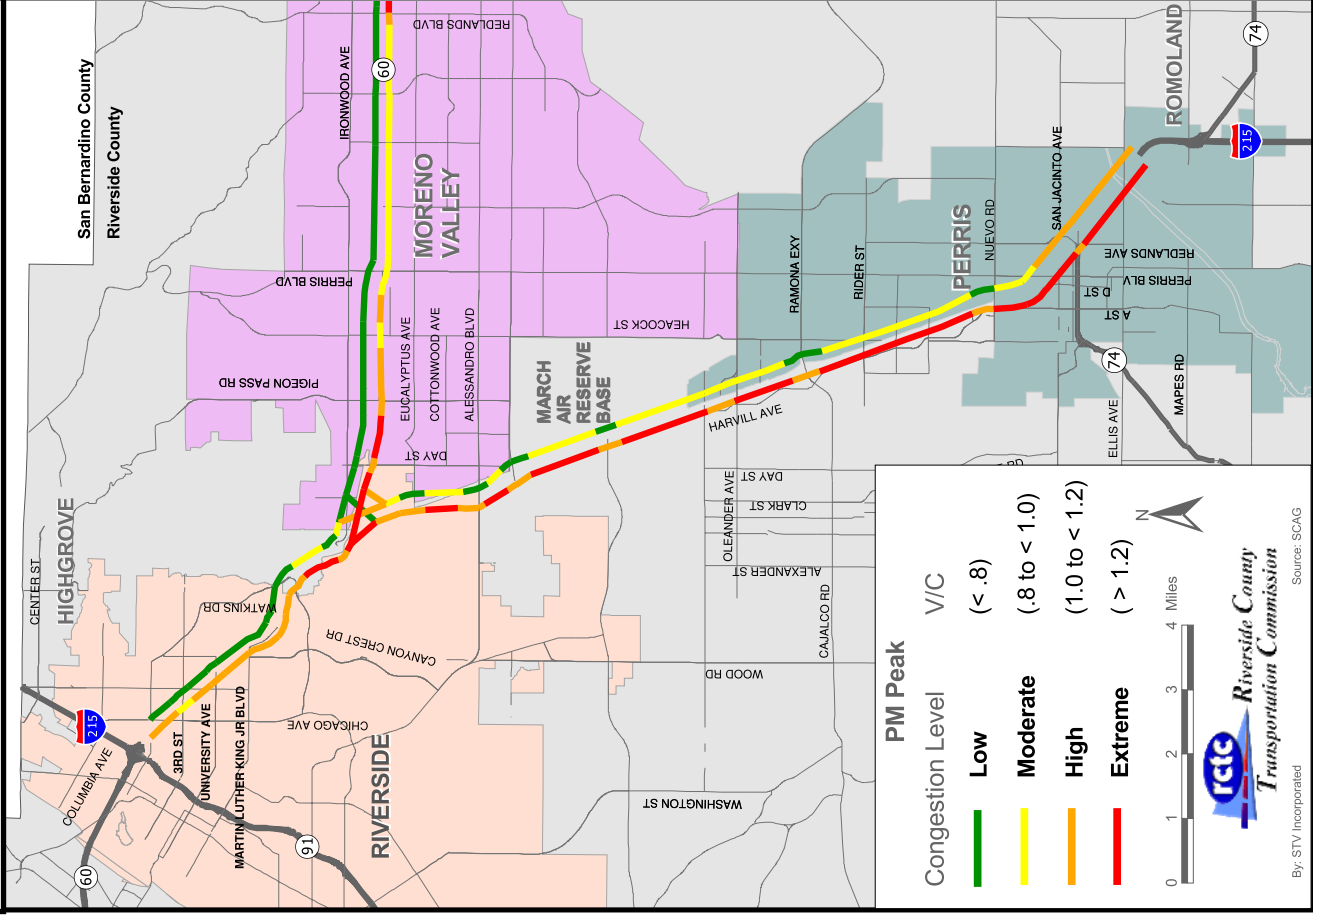 San Bernardino County
Riverside County
REDLANDS BLVD
IRONWOOD AVE
60
MORENO
VALLEY
PERRIS BLVD
PIGEON PASS RD
EUCALYPTUS AVE
COTTONWOOD AVE
ALESSANDRO BLVD
HEACOCK ST
DAY ST
MARCH
AIR
RESERVE
BASE
HARVILL AVE
RAMONA EXY
RIDER ST
PERRIS
NUEVO RD
SAN JACINTO AVE
ROMOLAND
74
215
REDLANDS AVE
PERRIS BLV
D ST
A ST
74
MAPES RD
ELLIS AVE
RD
HIGHGROVE
CENTER ST
WATKINS DR
CANYON CREST DR
215
COLUMBIA AVE
3RD ST
UNIVERSITY AVE
MARTIN LUTHER KING JR BLVD
CHICAGO AVE
RIVERSIDE
60
91
DAY ST
CLARK ST
OLEANDER AVE
ALEXANDER ST
CAJALCO RD
WOOD RD
WASHINGTON ST
PM Peak
Congestion Level V/C
Low (< .8)
Moderate (.8 to < 1.0)
High (1.0 to < 1.2)
Extreme ( > 1.2)
N
0 1 2 3 4 Miles
rctc
Riverside County
Transportation Commission
By: STV Incorporated Source: SCAG